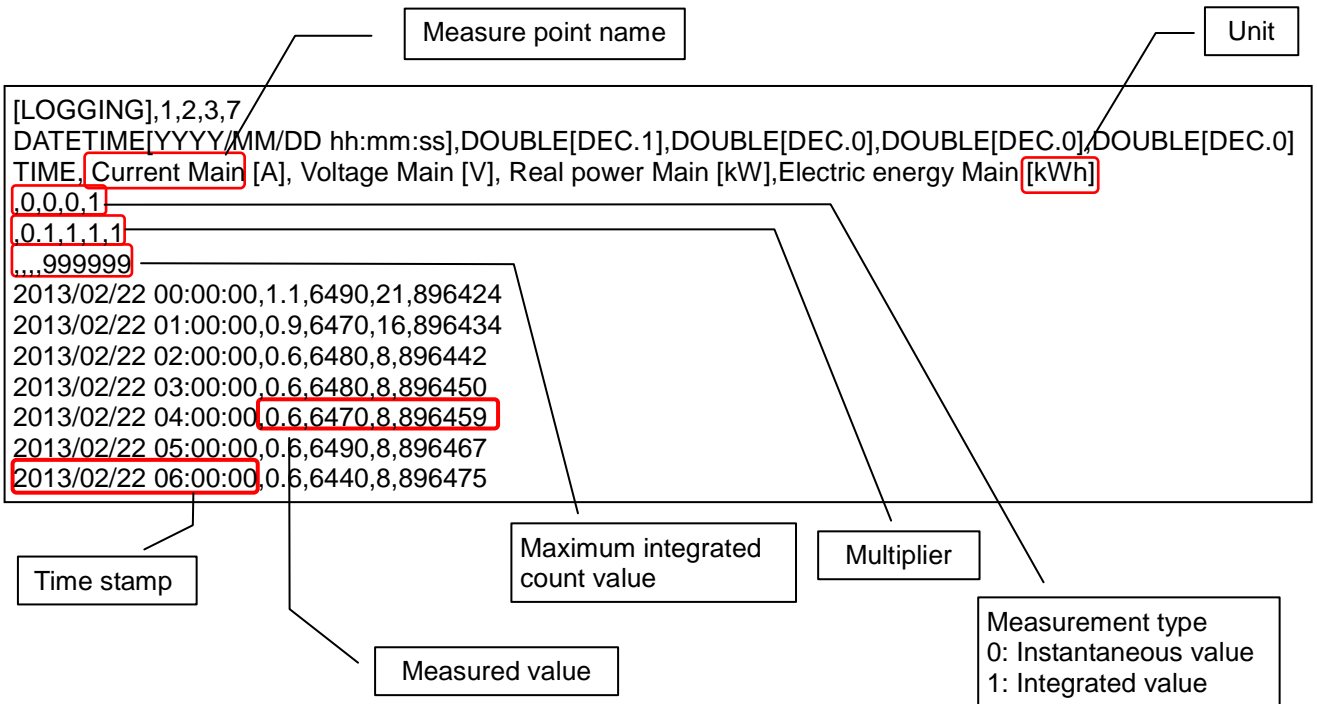 Measure point name
Unit
[LOGGING],1,2,3,7
DATETIME[YYYY/MM/DD hh:mm:ss],DOUBLE[DEC.1],DOUBLE[DEC.0],DOUBLE[DEC.0],DOUBLE[DEC.0]
TIME, Current Main [A], Voltage Main [V], Real power Main [kW],Electric energy Main [kWh]
,0,0,0,1
,0.1,1,1,1
,,,,999999
2013/02/22 00:00:00,1.1,6490,21,896424
2013/02/22 01:00:00,0.9,6470,16,896434
2013/02/22 02:00:00,0.6,6480,8,896442
2013/02/22 03:00:00,0.6,6480,8,896450
2013/02/22 04:00:00,0.6,6470,8,896459
2013/02/22 05:00:00,0.6,6490,8,896467
2013/02/22 06:00:00,0.6,6440,8,896475
Time stamp
Maximum integrated
count value
Multiplier
Measured value
Measurement type
0: Instantaneous value
1: Integrated value